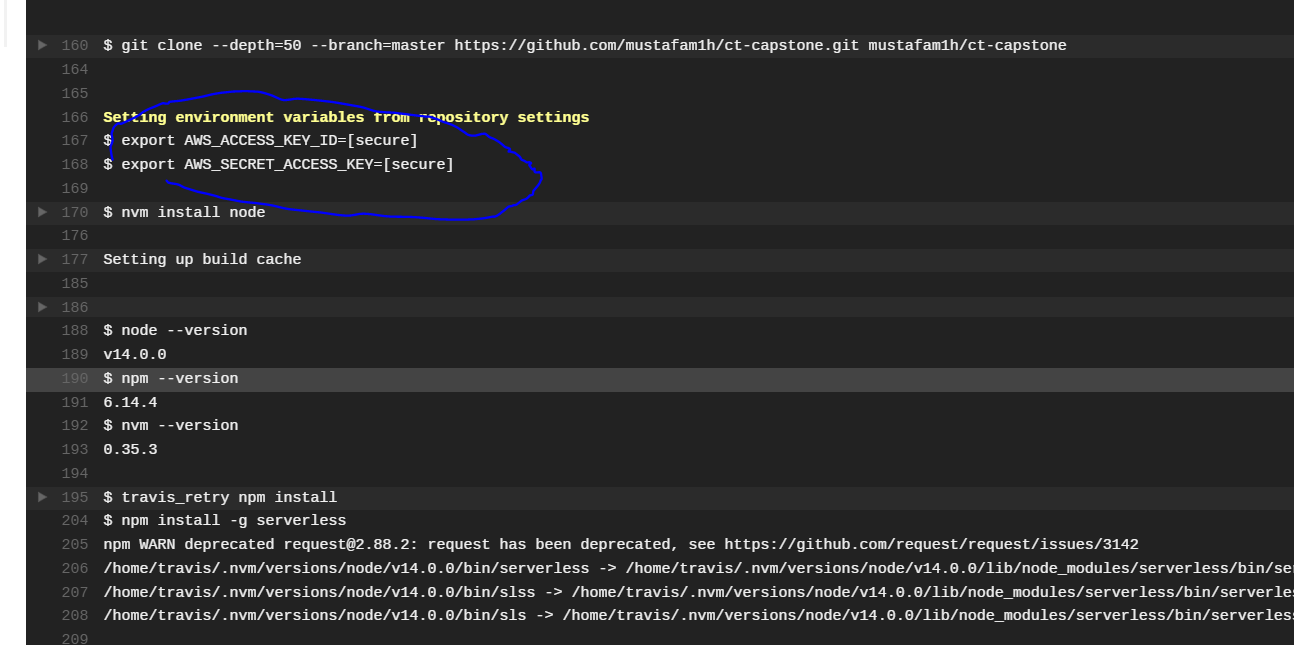 160 $ git clone --depth=50 --branch=master https://github.com/mustafam1h/ct-capstone.git mustafam1h/ct-capstone
164
165
166 Setting environment variables from repository settings
167 $ export AWS_ACCESS_KEY_ID=[secure]
168 $ export AWS_SECRET_ACCESS_KEY=[secure]
169
170 $ nvm install node
176
177 Setting up build cache
185
186
188 $ node --version
189 v14.0.0
190 $ npm --version
191 6.14.4
192 $ nvm --version
193 0.35.3
194
195 $ travis_retry npm install
204 $ npm install -g serverless
205 npm WARN deprecated request@2.88.2: request has been deprecated, see https://github.com/request/request/issues/3142
206 /home/travis/.nvm/versions/node/v14.0.0/bin/serverless -> /home/travis/.nvm/versions/node/v14.0.0/lib/node_modules/serverless/bin/se
207 /home/travis/.nvm/versions/node/v14.0.0/bin/slss -> /home/travis/.nvm/versions/node/v14.0.0/lib/node_modules/serverless/bin/serverle
208 /home/travis/.nvm/versions/node/v14.0.0/bin/sls -> /home/travis/.nvm/versions/node/v14.0.0/lib/node_modules/serverless/bin/serverles
209